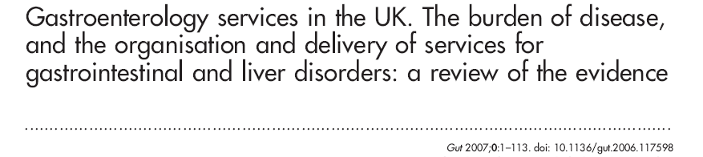 Gastroenterology services in the UK. The burden of disease,
and the organisation and delivery of services for
gastrointestinal and liver disorders: a review of the evidence
...............................................................................................................................
Gut 2007;0:1–113. doi: 10.1136/gut.2006.117598